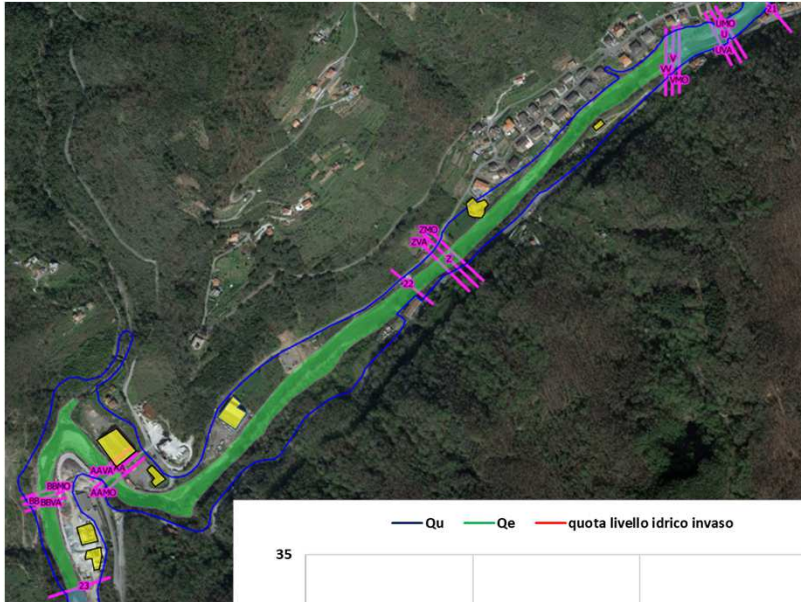 21
UMO
U
UVA
V
VV
VMO
ZMO
ZVA
Z
22
AAVA
AAMO
BBMO
BB BBVA
23
Qu Qe quota livello idrico invaso
35